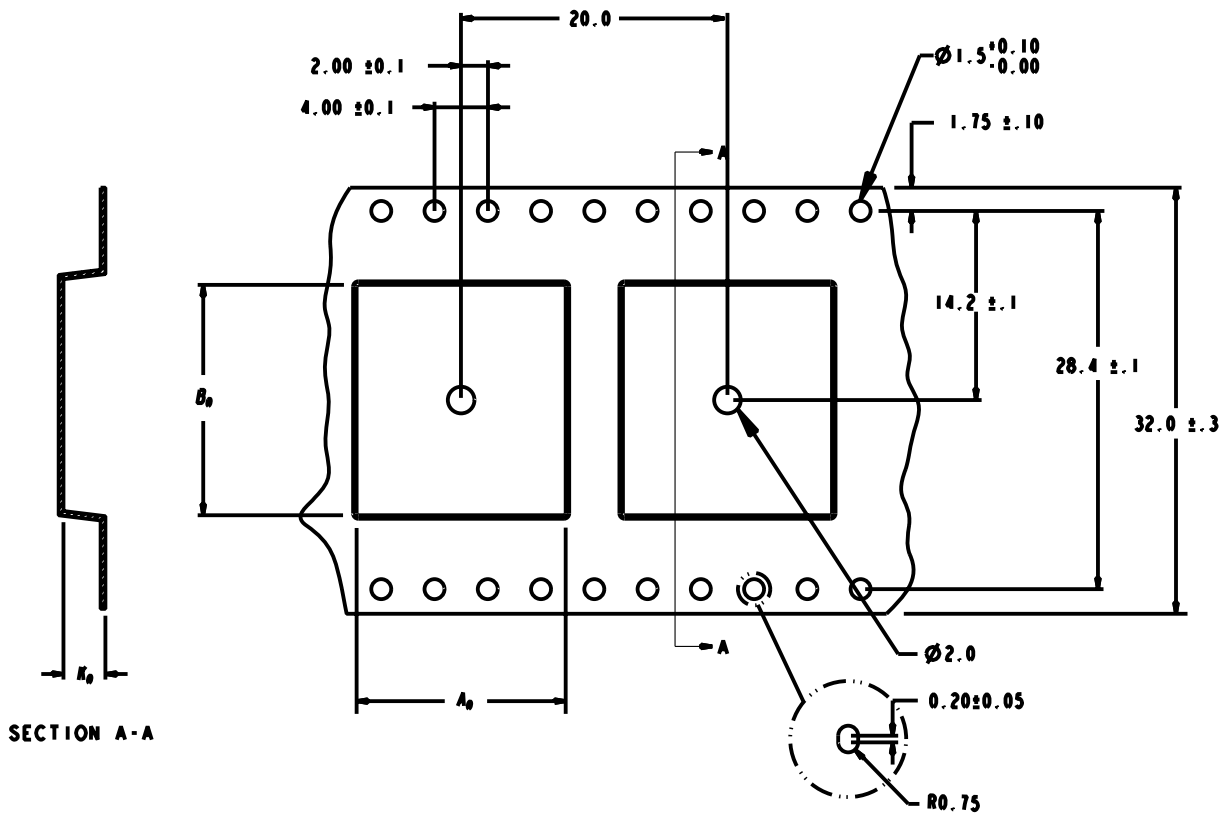 20.0
2.00 ±0.1
4.00 ±0.1
Ø1.5 +0.10
-0.00
1.75 ±.10
A
14.2 ±.1
28.4 ±.1
32.0 ±.3
B₀
A
Ø2.0
K₀
A₀
0.20±0.05
SECTION A-A
R0.75